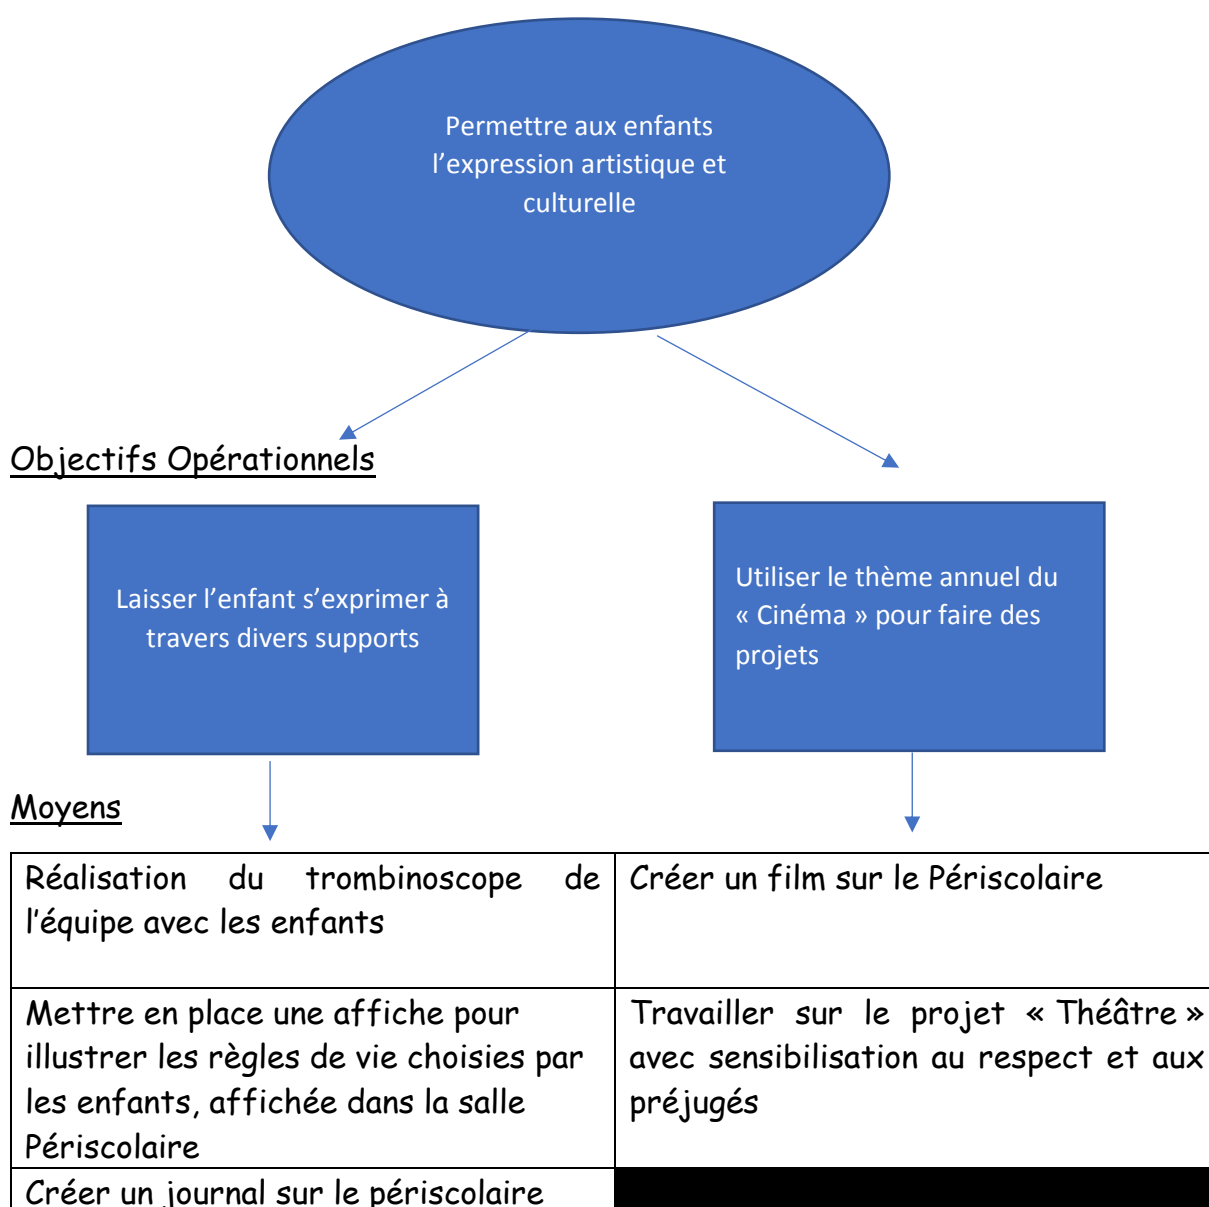 Permettre aux enfants
l’expression artistique et
culturelle
Objectifs Opérationnels
Laisser l’enfant s’exprimer à
travers divers supports
Utiliser le thème annuel du
« Cinéma » pour faire des
projets
Moyens
Réalisation du trombinoscope de
l’équipe avec les enfants
Créer un film sur le Périscolaire
Mettre en place une affiche pour
illustrer les règles de vie choisies par
les enfants, affichée dans la salle
Périscolaire
Travailler sur le projet « Théâtre »
avec sensibilisation au respect et aux
préjugés
Créer un journal sur le périscolaire